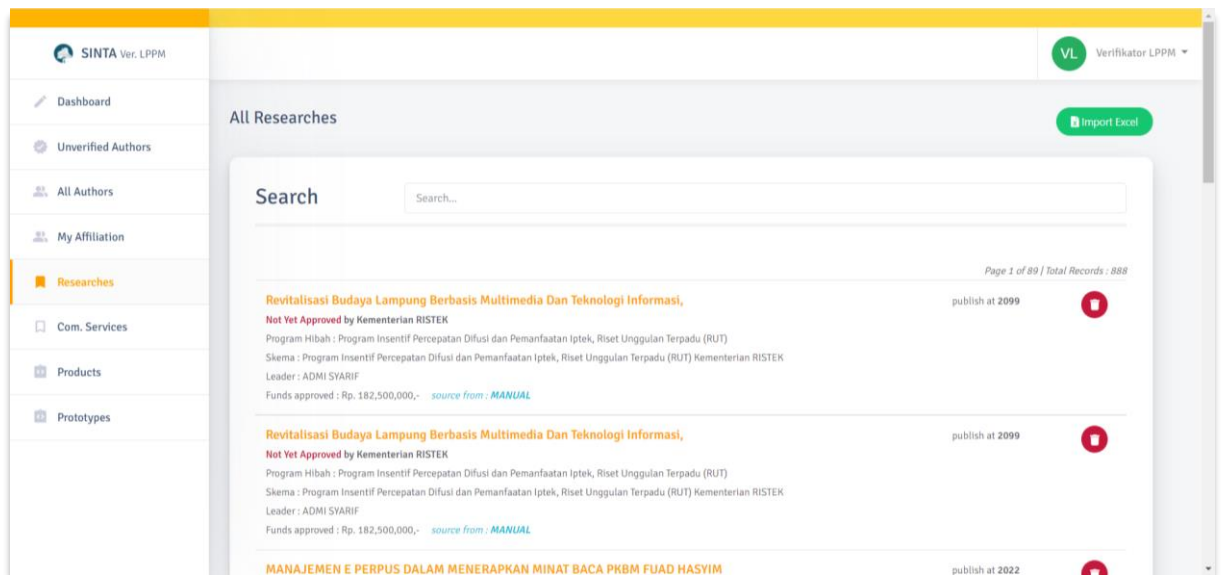 SINTA Ver. LPPM
VL Verifikator LPPM
Dashboard
Unverified Authors
All Authors
My Affiliation
Researches
Com. Services
Products
Prototypes
All Researches
Import Excel
Search
Search...
Page 1 of 89 | Total Records : 888
Revitalisasi Budaya Lampung Berbasis Multimedia Dan Teknologi Informasi,
publish at 2099
Not Yet Approved by Kementerian RISTEK
Program Hibah : Program Insentif Percepatan Difusi dan Pemanfaatan Iptek, Riset Unggulan Terpadu (RUT)
Skema : Program Insentif Percepatan Difusi dan Pemanfaatan Iptek, Riset Unggulan Terpadu (RUT) Kementerian RISTEK
Leader : ADMI SYARIF
Funds approved : Rp. 182,500,000,- source from : MANUAL
Revitalisasi Budaya Lampung Berbasis Multimedia Dan Teknologi Informasi,
publish at 2099
Not Yet Approved by Kementerian RISTEK
Program Hibah : Program Insentif Percepatan Difusi dan Pemanfaatan Iptek, Riset Unggulan Terpadu (RUT)
Skema : Program Insentif Percepatan Difusi dan Pemanfaatan Iptek, Riset Unggulan Terpadu (RUT) Kementerian RISTEK
Leader : ADMI SYARIF
Funds approved : Rp. 182,500,000,- source from : MANUAL
MANAJEMEN E PERPUS DALAM MENERAPKAN MINAT BACA PKBM FUAD HASYIM
publish at 2022